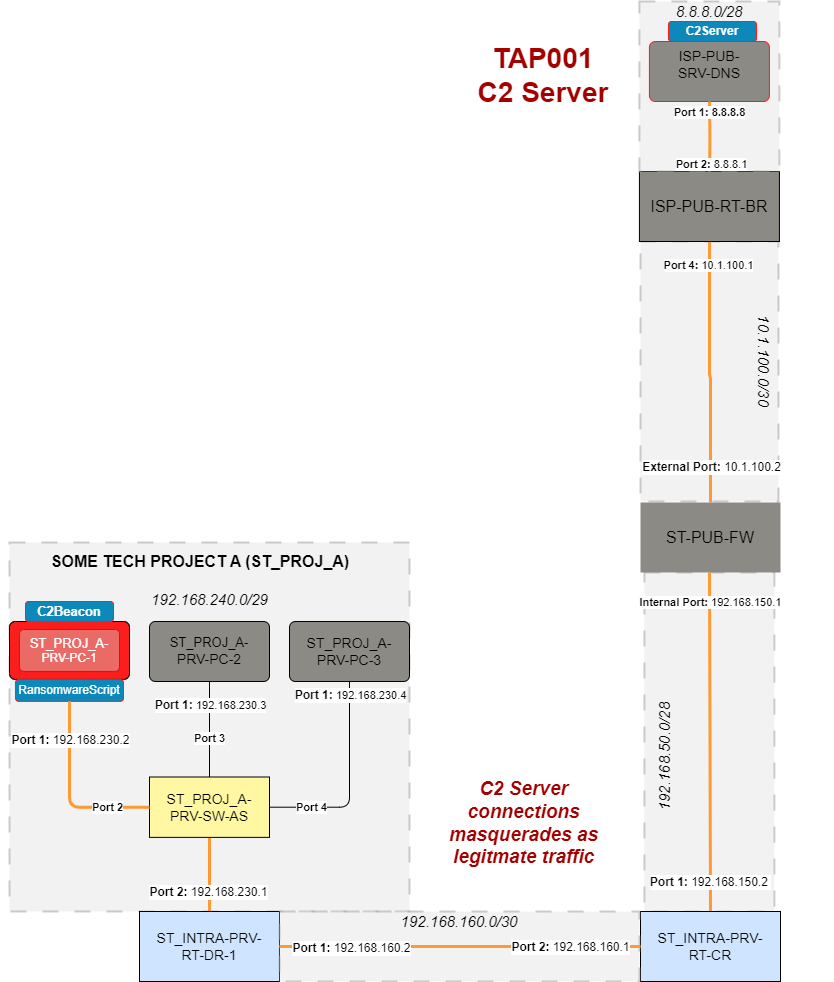 8.8.8.0/28
C2Server
ISP-PUB-
SRV-DNS
TAP001
C2 Server
Port 1: 8.8.8.8
Port 2: 8.8.8.1
ISP-PUB-RT-BR
Port 4: 10.1.100.1
10.1.100.0/30
External Port: 10.1.100.2
ST-PUB-FW
Internal Port: 192.168.150.1
192.168.50.0/28
SOME TECH PROJECT A (ST_PROJ_A)
192.168.240.0/29
C2Beacon
ST_PROJ_A-
PRV-PC-1
RansomwareScript
ST_PROJ_A-
PRV-PC-2
ST_PROJ_A-
PRV-PC-3
Port 1: 192.168.230.2
Port 1: 192.168.230.3
Port 1: 192.168.230.4
Port 3
Port 2
Port 4
ST_PROJ_A-
PRV-SW-AS
C2 Server
connections
masquerades as
legitmate traffic
Port 2: 192.168.230.1
Port 1: 192.168.150.2
192.168.160.0/30
ST_INTRA-PRV-
RT-DR-1
Port 1: 192.168.160.2
Port 2: 192.168.160.1
ST_INTRA-PRV-
RT-CR